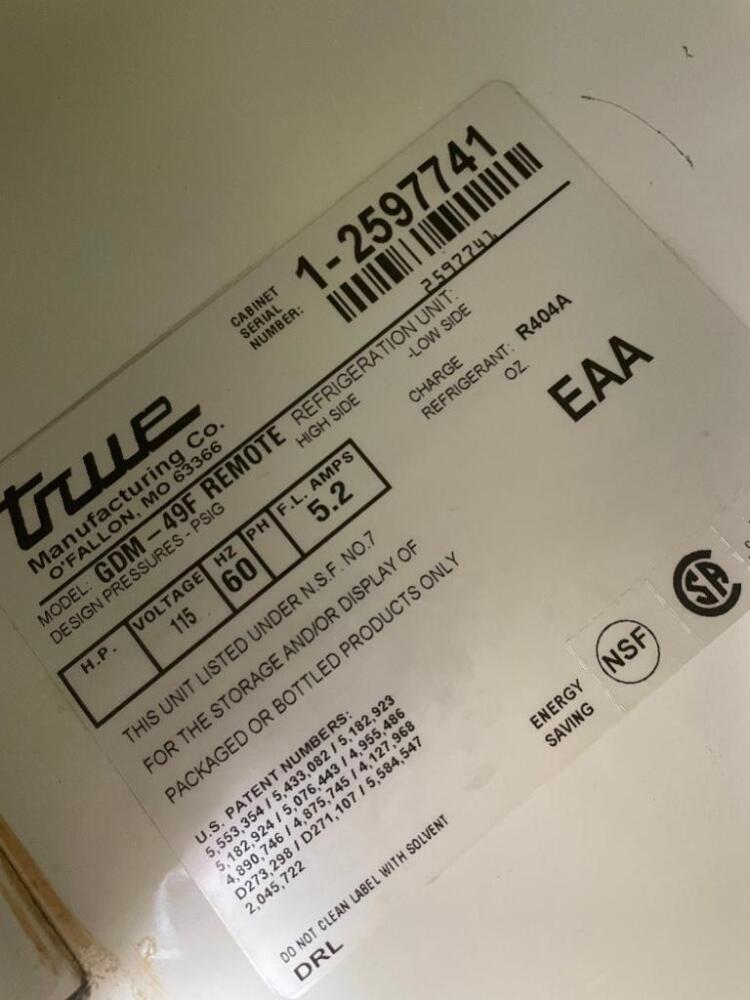 CABINET
SERIAL
NUMBER:
1-2597741
2597741
true
Manufacturing Co.
O'FALLON, MO 63366
MODEL: GDM-49F REMOTE
REFRIGERATION UNIT:
DESIGN PRESSURES - PSIG
HIGH SIDE
-LOW SIDE
CHARGE
REFRIGERANT: R404A
OZ.
EAA
H.P. VOLTAGE HZ PH F.L. AMPS
115 60 5.2
THIS UNIT LISTED UNDER N.S.F. NO.7
FOR THE STORAGE AND/OR DISPLAY OF
PACKAGED OR BOTTLED PRODUCTS ONLY
U.S. PATENT NUMBERS:
5,553,354 / 5,433,082 / 5,182,923
5,182,924 / 5,076,443 / 4,955,486
4,890,746 / 4,875,745 / 4,127,968
D273,298 / D271,107 / 5,584,547
2,045,722
ENERGY
SAVING
NSF
SA
DO NOT CLEAN LABEL WITH SOLVENT
DRL